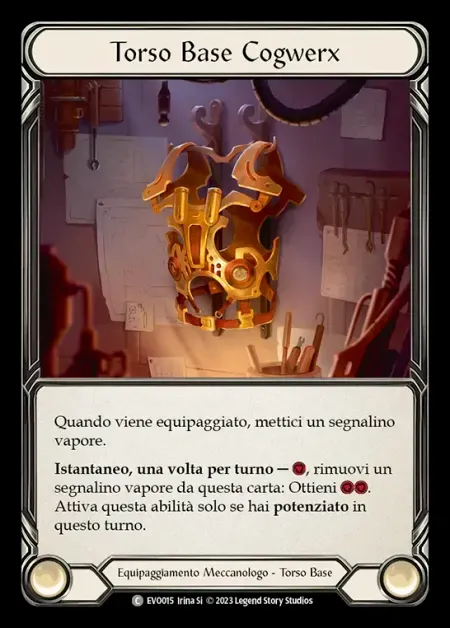 Torso Base Cogwerx
Quando viene equipaggiato, mettici un segnalino
vapore.
Istantaneo, una volta per turno — , rimuovi un
segnalino vapore da questa carta: Ottieni .
Attiva questa abilità solo se hai potenziato in
questo turno.
Equipaggiamento Meccanologo - Torso Base
C EVO015 Irina Si © 2023 Legend Story Studios